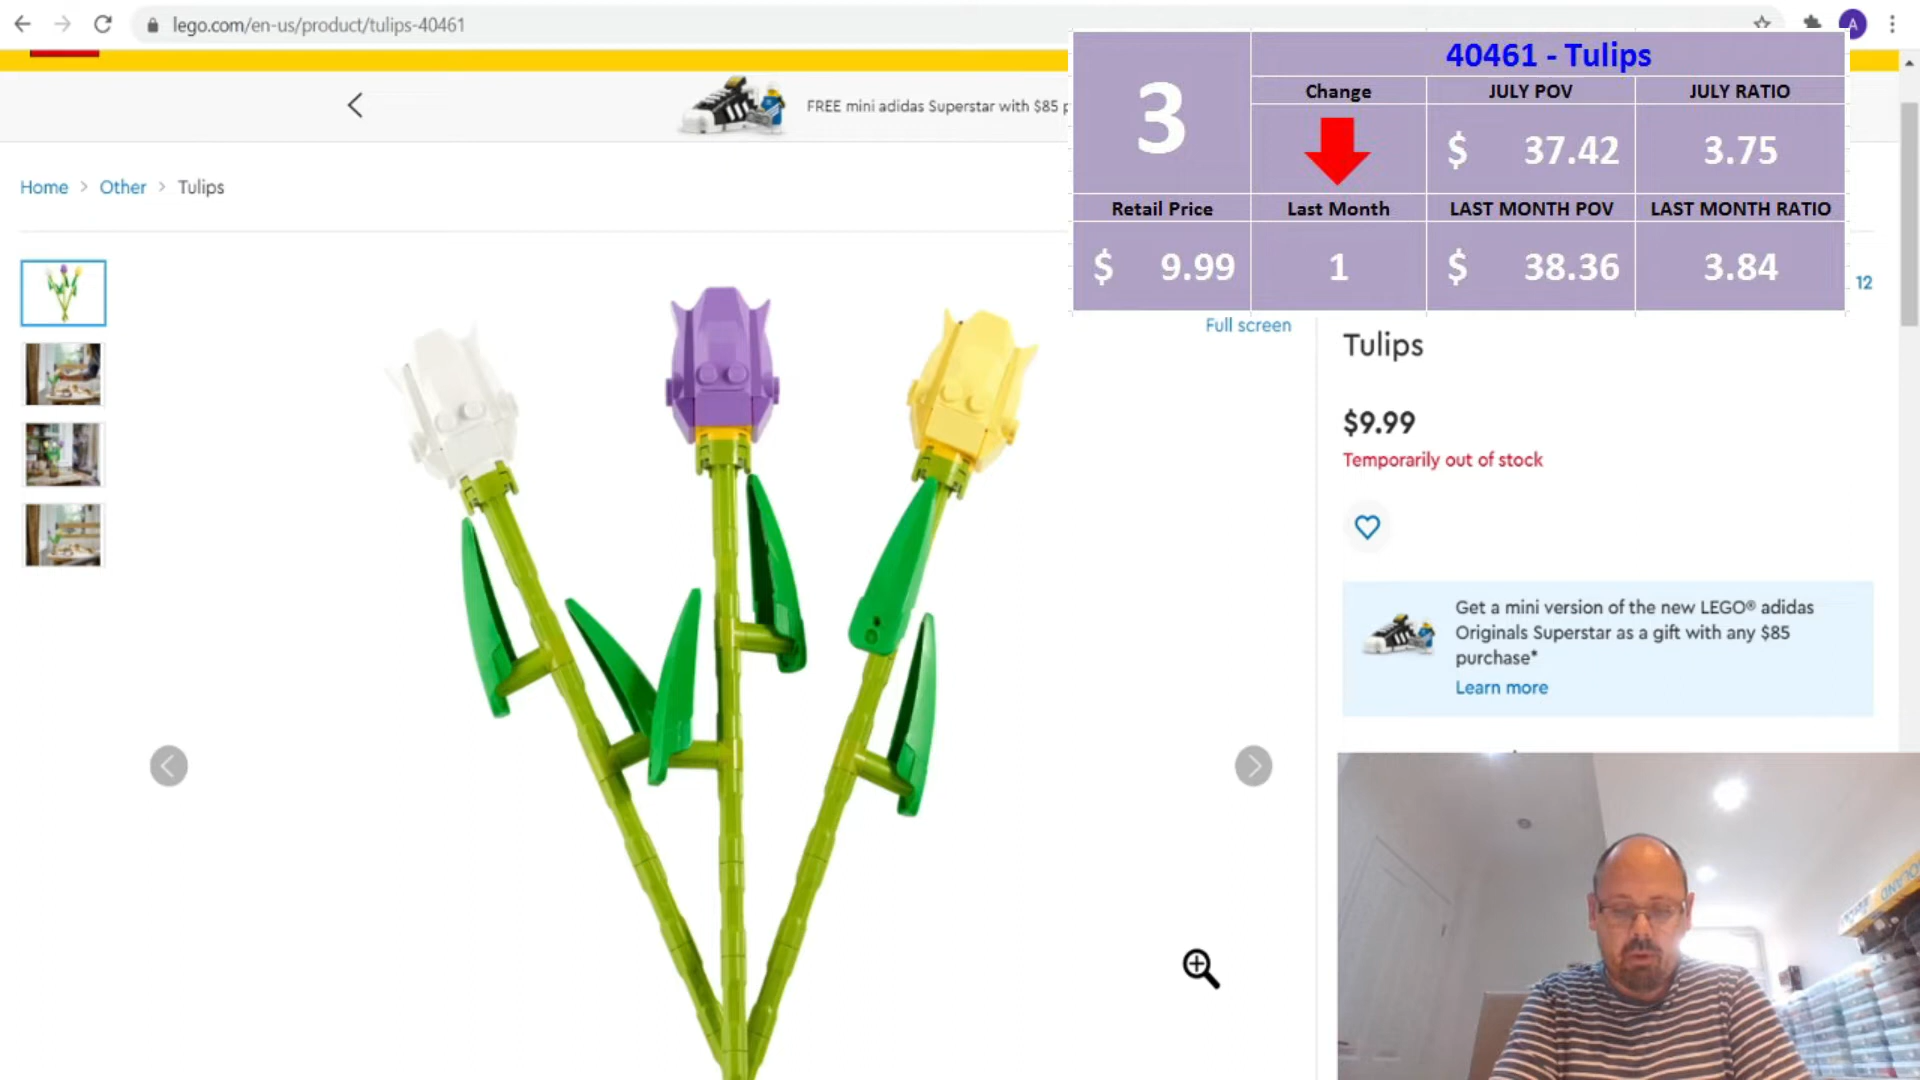 lego.com/en-us/product/tulips-40461
A
FREE mini adidas Superstar with $85 p
40461 - Tulips
3
Change
JULY POV
JULY RATIO
$ 37.42
3.75
Retail Price
Last Month
LAST MONTH POV
LAST MONTH RATIO
$ 9.99
1
$ 38.36
3.84
Home > Other > Tulips
12
Full screen
Tulips
$9.99
Temporarily out of stock
Get a mini version of the new LEGO® adidas
Originals Superstar as a gift with any $85
purchase*
Learn more